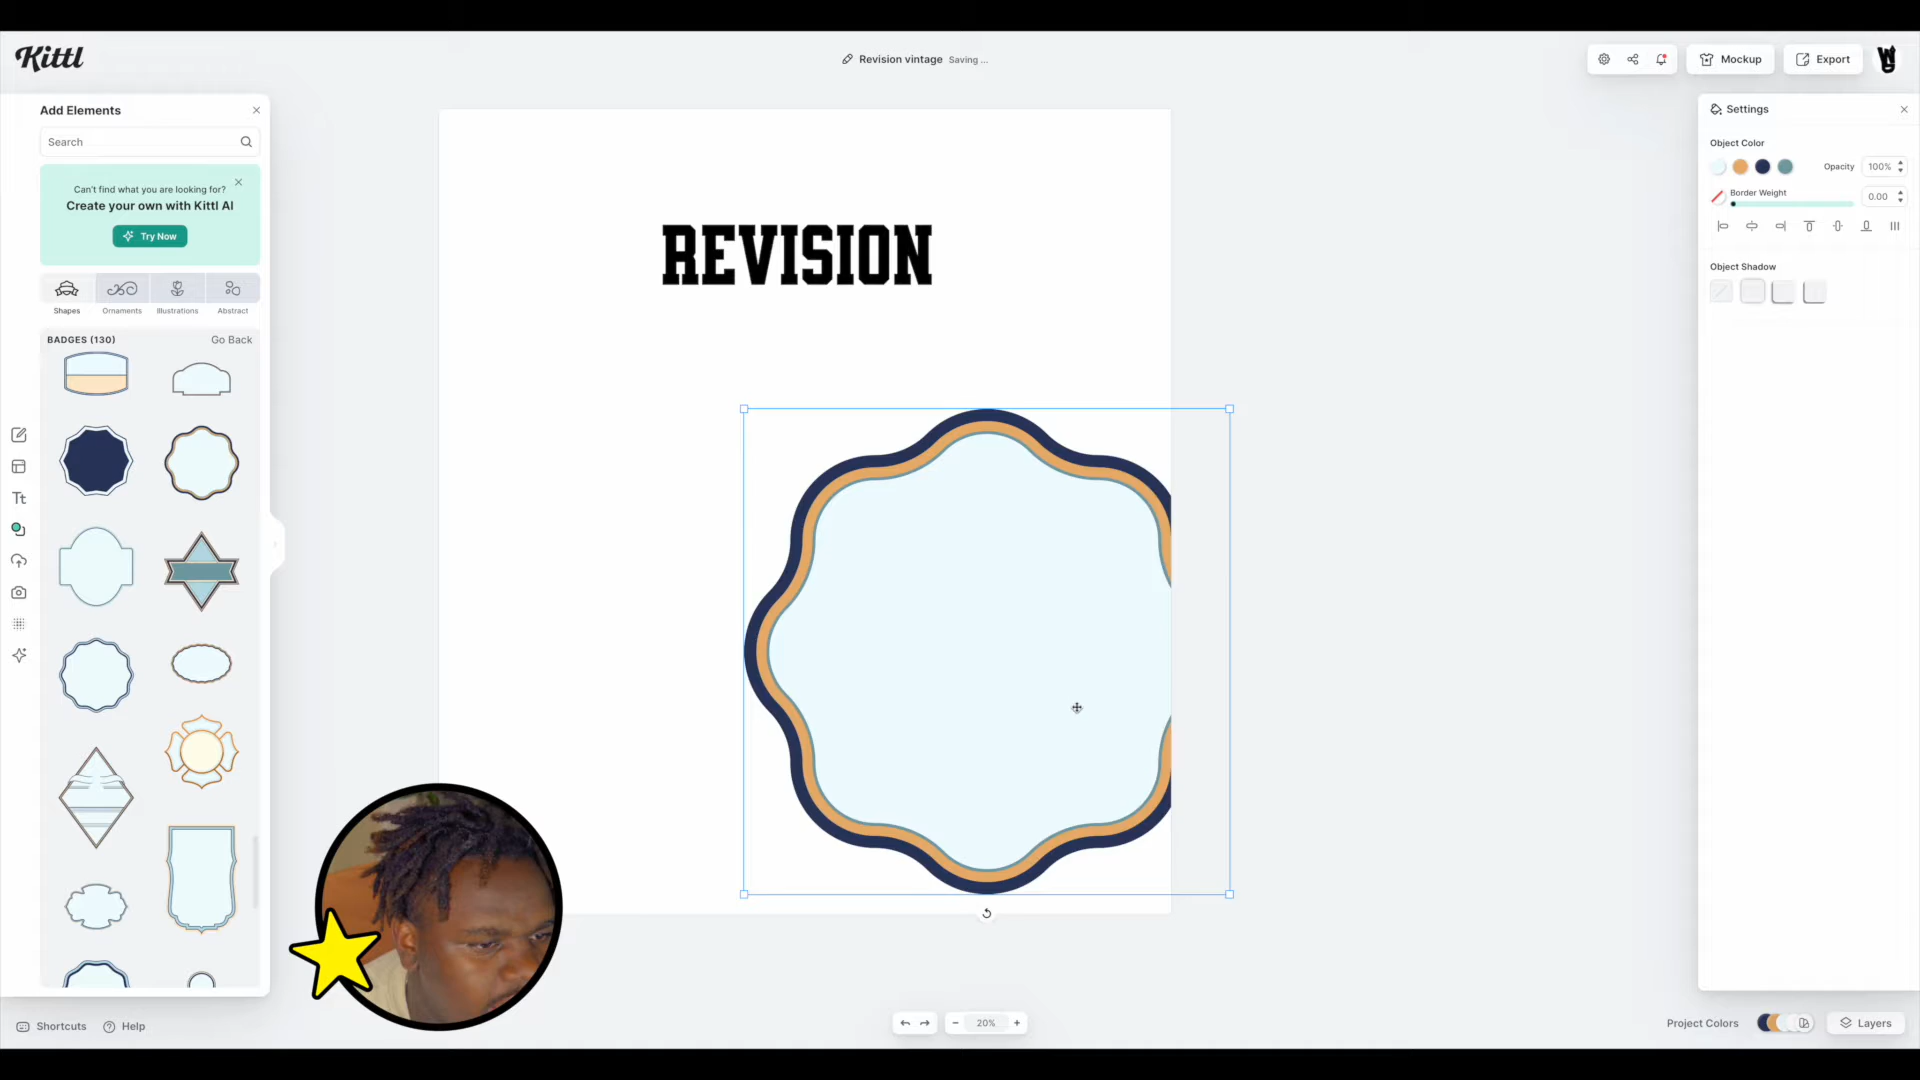 Kittl
Revision vintage Saving ...
Mockup
Export
Add Elements
Search
Can't find what you are looking for?
Create your own with Kittl AI
Try Now
Shapes
Ornaments
Illustrations
Abstract
BADGES (130)
Go Back
Tt
REVISION
Settings
Object Color
Opacity
100%
Border Weight
0.00
Object Shadow
Shortcuts
Help
20%
Project Colors
Layers